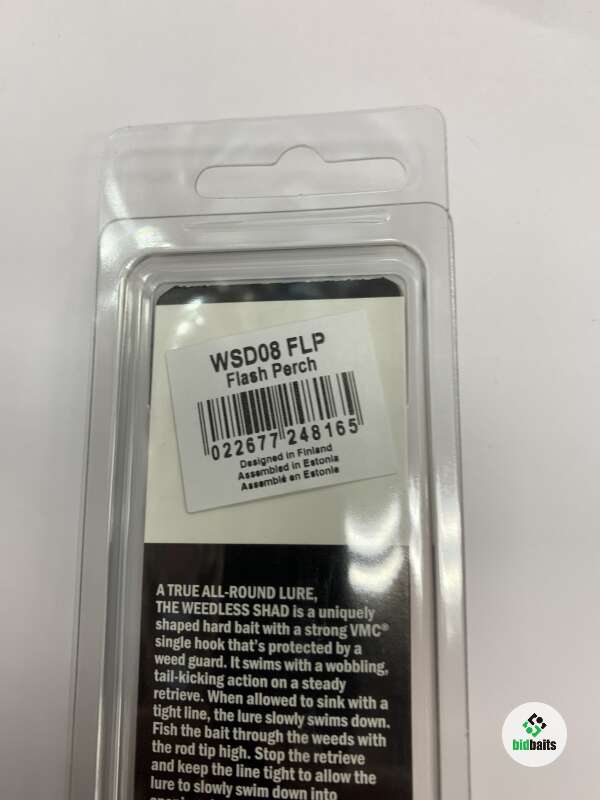 WSD08 FLP
Flash Perch
022677 248165
Designed in Finland
Assembled in Estonia
Assemblé en Estonie
A TRUE ALL-ROUND LURE,
THE WEEDLESS SHAD is a uniquely
shaped hard bait with a strong VMC®
single hook that's protected by a
weed guard. It swims with a wobbling,
tail-kicking action on a steady
retrieve. When allowed to sink with a
tight line, the lure slowly swims down.
Fish the bait through the weeds with
the rod tip high. Stop the retrieve
and keep the line tight to allow the
lure to slowly swim down into
bidbaits